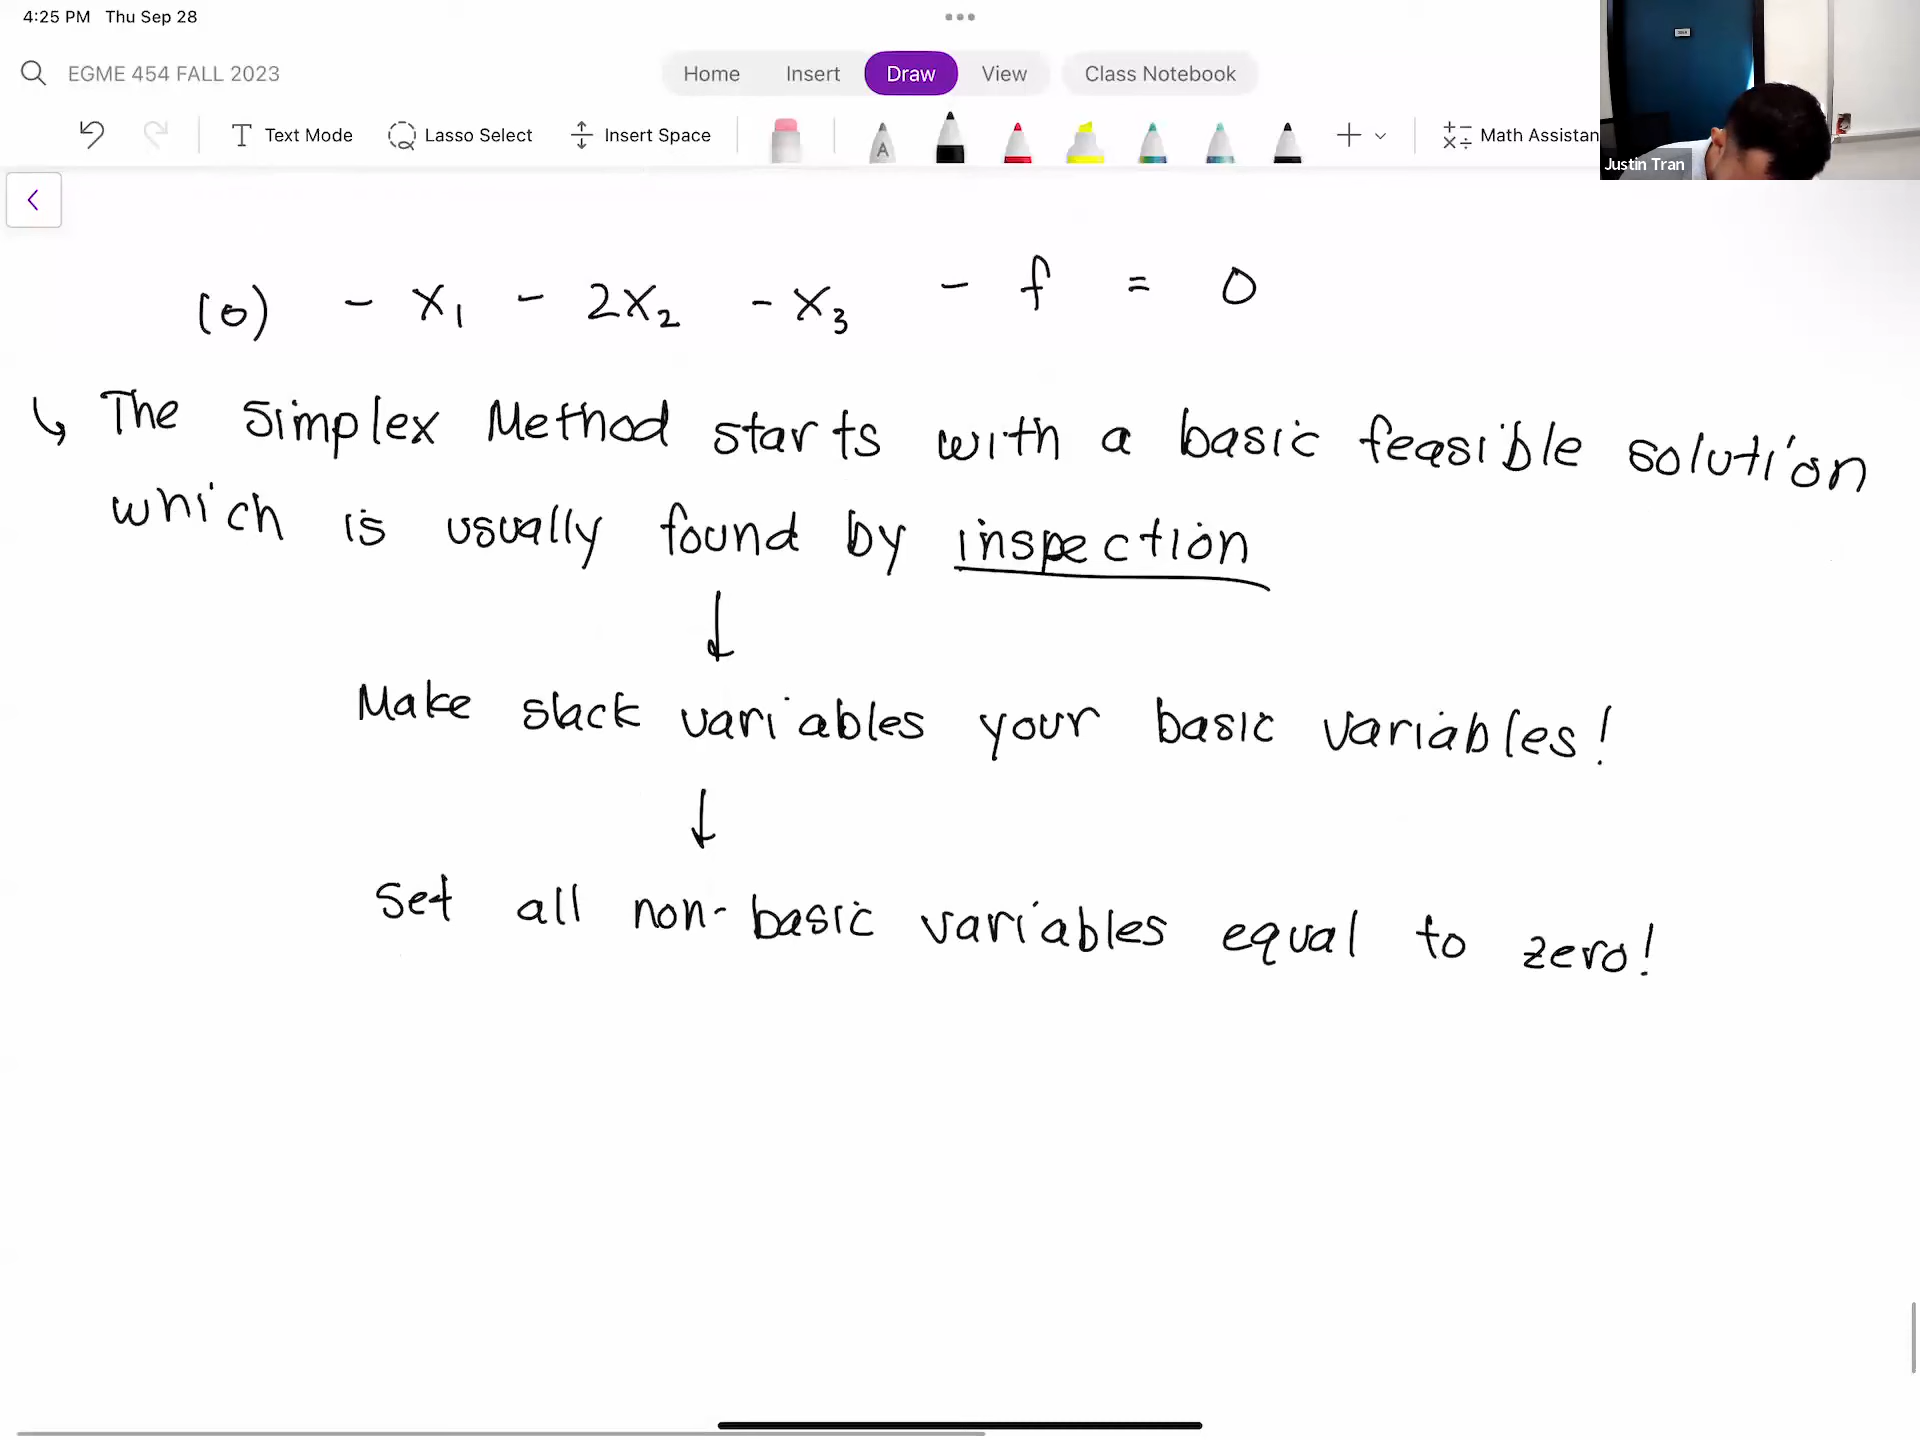 4:25 PM Thu Sep 28
EGME 454 FALL 2023
Home Insert Draw View Class Notebook
Text Mode Lasso Select Insert Space A Math Assistan
Justin Tran
(0) - x₁ - 2x₂ - x₃ - f = 0
↳ The Simplex Method starts with a basic feasible solution
which is usually found by inspection
↓
Make slack variables your basic variables!
↓
Set all non-basic variables equal to zero!